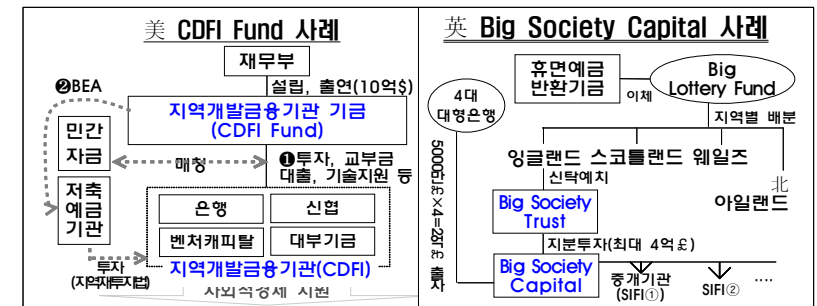 美 CDFI Fund 사례
재무부
설립, 출연(10억$)
❷BEA
지역개발금융기관 기금
(CDFI Fund)
민간
자금
매칭
❶투자, 교부금
대출, 기술지원 등
저축
예금
기관
은행
신협
벤처캐피탈
대부기금
지역개발금융기관(CDFI)
투자
(지역재투자법)
사회적경제 지원
英 Big Society Capital 사례
휴면예금
반환기금
이체
Big
Lottery Fund
4대
대형은행
지역별 배분
잉글랜드 스코틀랜드 웨일즈
北
아일랜드
신탁예치
Big Society
Trust
5000만£×4=2억£ 출자
지분투자(최대 4억£)
Big Society
Capital
중개기관
(SIFI①)
SIFI②
....